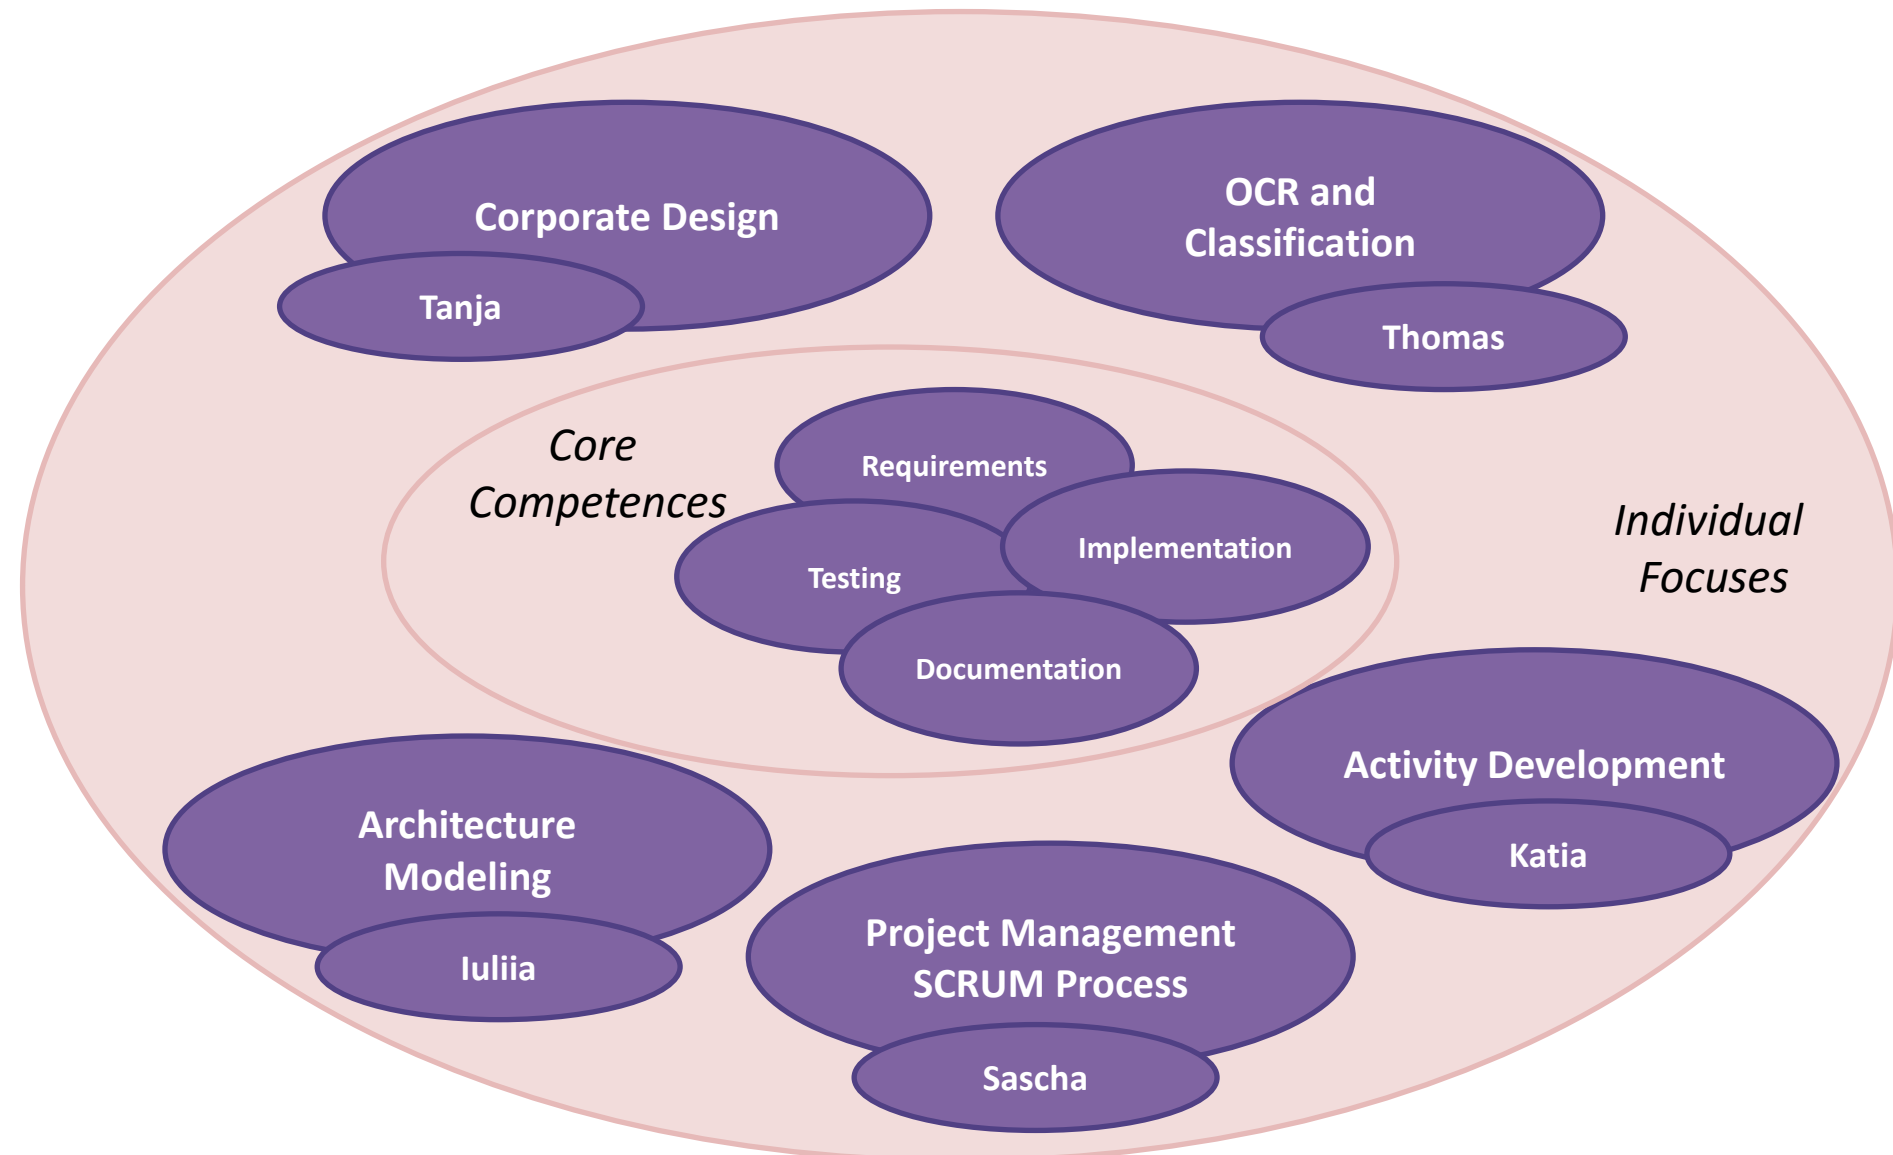 Corporate Design
Tanja
OCR and
Classification
Thomas
Core
Competences
Requirements
Implementation
Testing
Documentation
Individual
Focuses
Activity Development
Katia
Architecture
Modeling
Iuliia
Project Management
SCRUM Process
Sascha